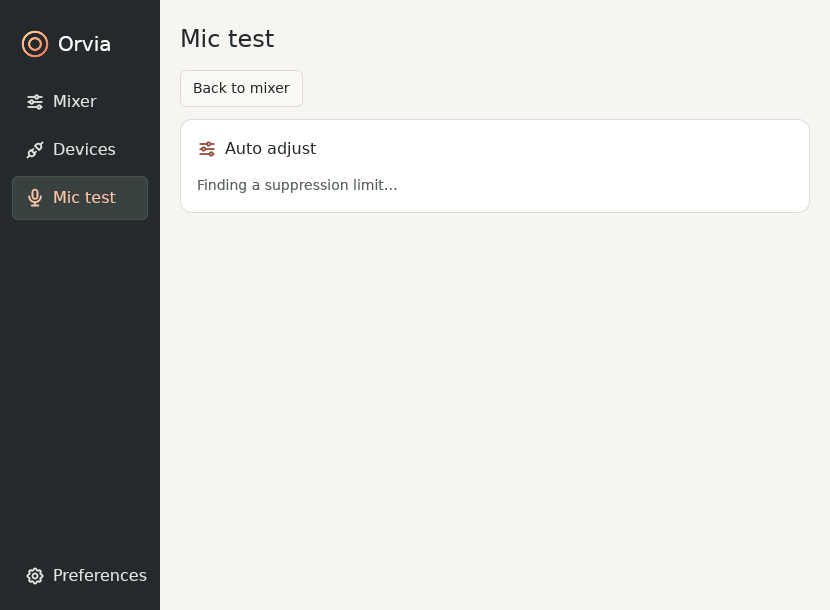 Orvia
Mixer
Devices
Mic test
Preferences
Mic test
Back to mixer
Auto adjust
Finding a suppression limit…